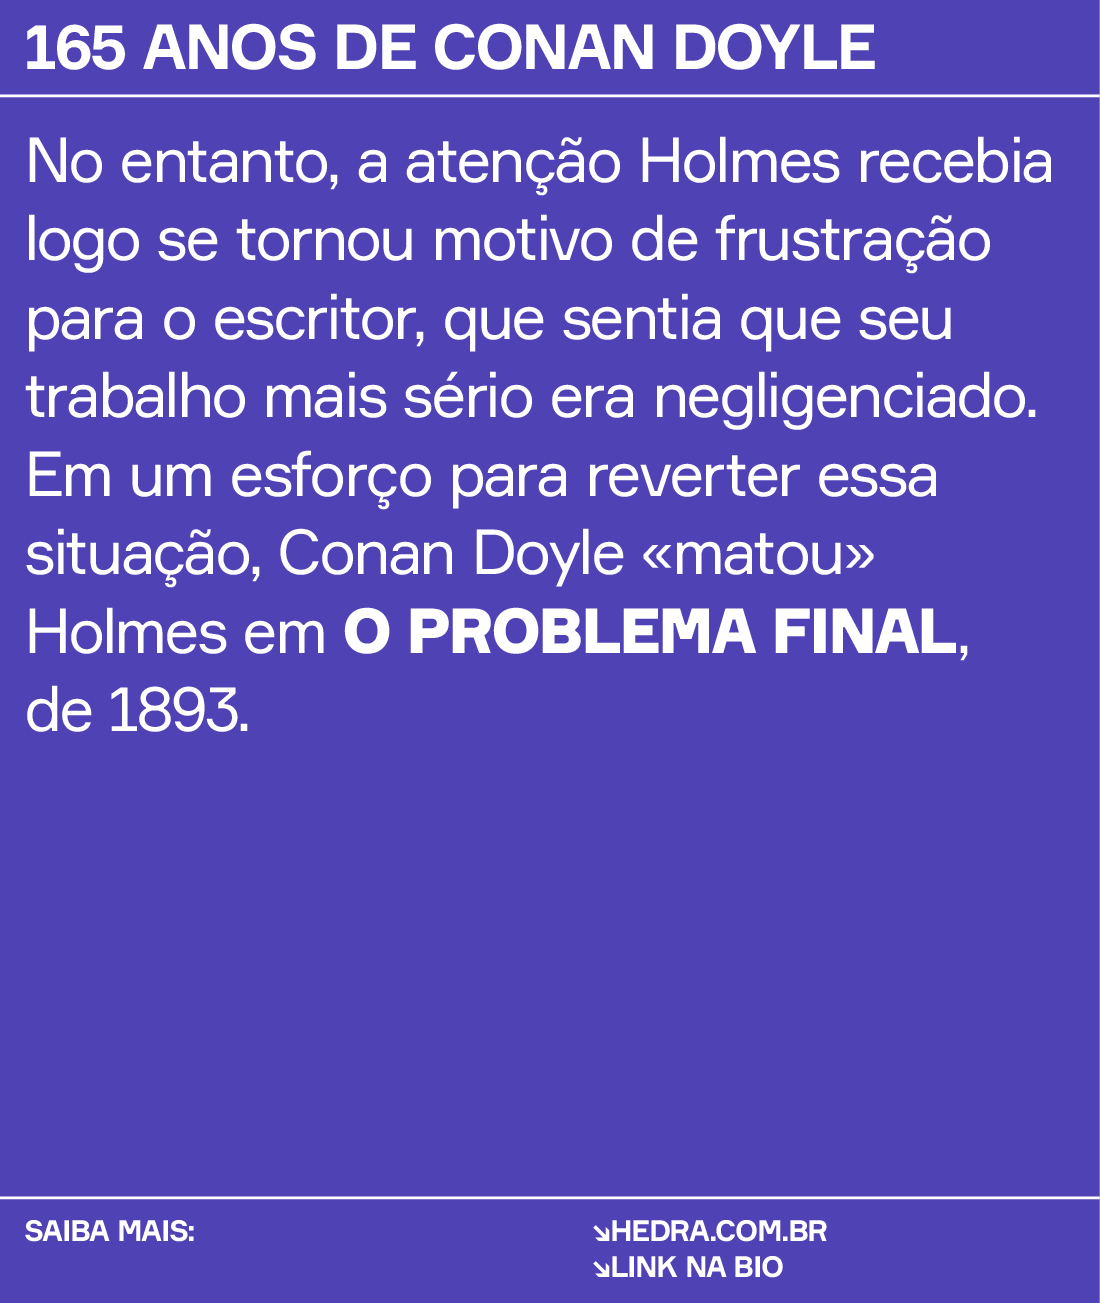 165 ANOS DE CONAN DOYLE
No entanto, a atenção Holmes recebia
logo se tornou motivo de frustração
para o escritor, que sentia que seu
trabalho mais sério era negligenciado.
Em um esforço para reverter essa
situação, Conan Doyle «matou»
Holmes em O PROBLEMA FINAL,
de 1893.
SAIBA MAIS:
↘HEDRA.COM.BR
↘LINK NA BIO